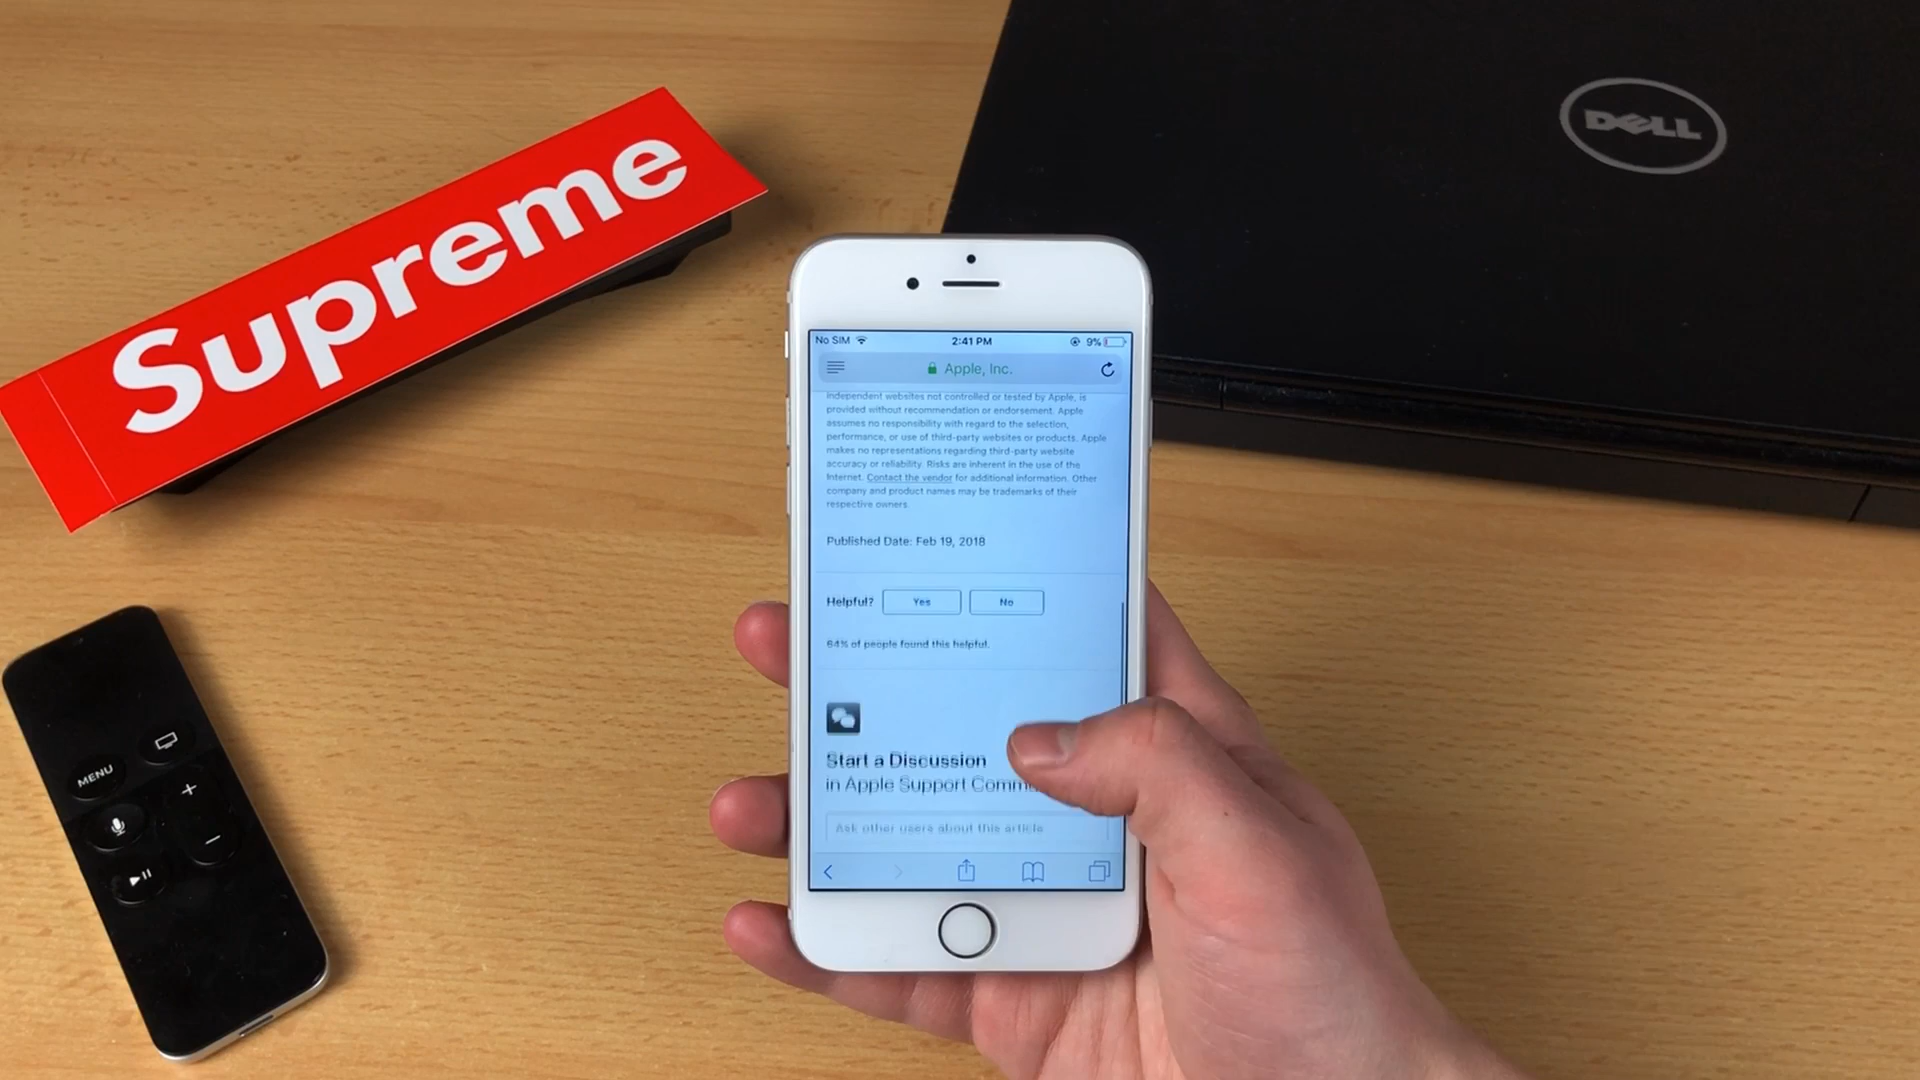 Supreme
DELL
No SIM
2:41 PM
9%
Apple, Inc.
Independent websites not controlled or tested by Apple, is
provided without recommendation or endorsement. Apple
assumes no responsibility with regard to the selection,
performance, or use of third-party websites or products. Apple
makes no representations regarding third-party website
accuracy or reliability. Risks are inherent in the use of the
Internet. Contact the vendor for additional information. Other
company and product names may be trademarks of their
respective owners.
Published Date: Feb 19, 2018
Helpful? Yes No
64% of people found this helpful.
Start a Discussion
in Apple Support Comm
Ask other users about this article
MENU